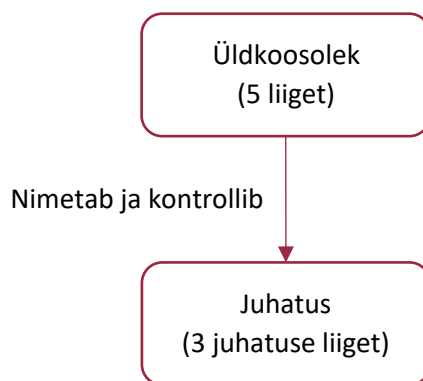 Üldkoosolek
(5 liiget)
Nimetab ja kontrollib
Juhatus
(3 juhatuse liiget)